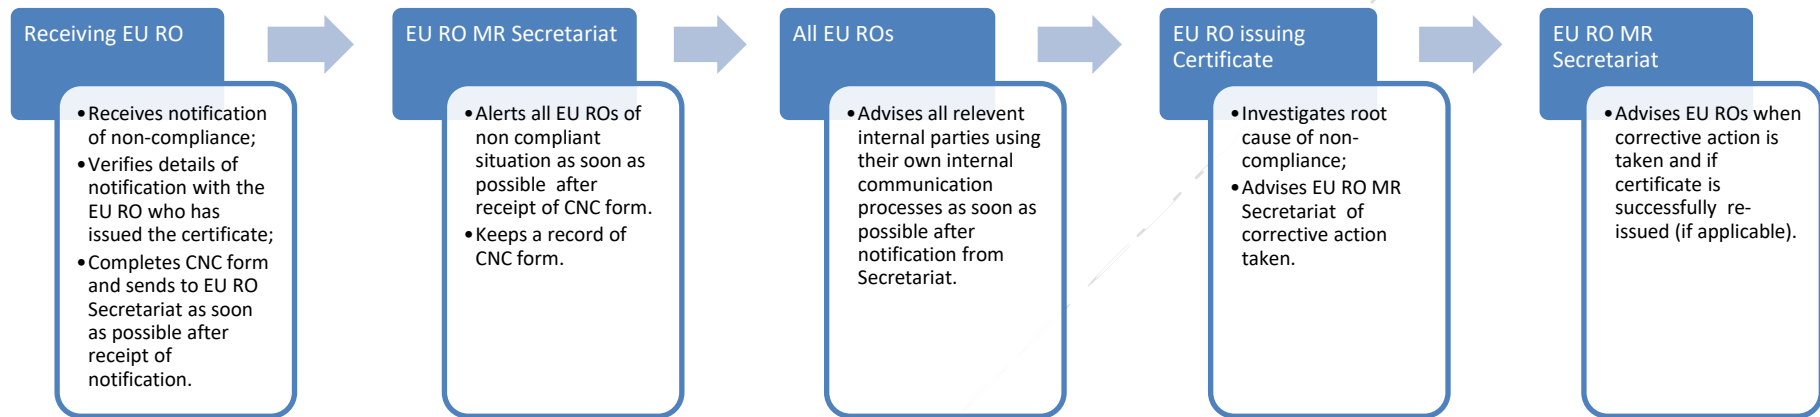 Receiving EU RO
•Receives notification
of non-compliance;
•Verifies details of
notification with the
EU RO who has
issued the certificate;
•Completes CNC form
and sends to EU RO
Secretariat as soon
as possible after
receipt of
notification.
EU RO MR Secretariat
•Alerts all EU ROs of
non compliant
situation as soon as
possible after
receipt of CNC form.
•Keeps a record of
CNC form.
All EU ROs
•Advises all relevent
internal parties using
their own internal
communication
processes as soon as
possible after
notification from
Secretariat.
EU RO issuing
Certificate
•Investigates root
cause of non-
compliance;
•Advises EU RO MR
Secretariat of
corrective action
taken.
EU RO MR
Secretariat
•Advises EU ROs when
corrective action is
taken and if
certificate is
successfully re-
issued (if applicable).